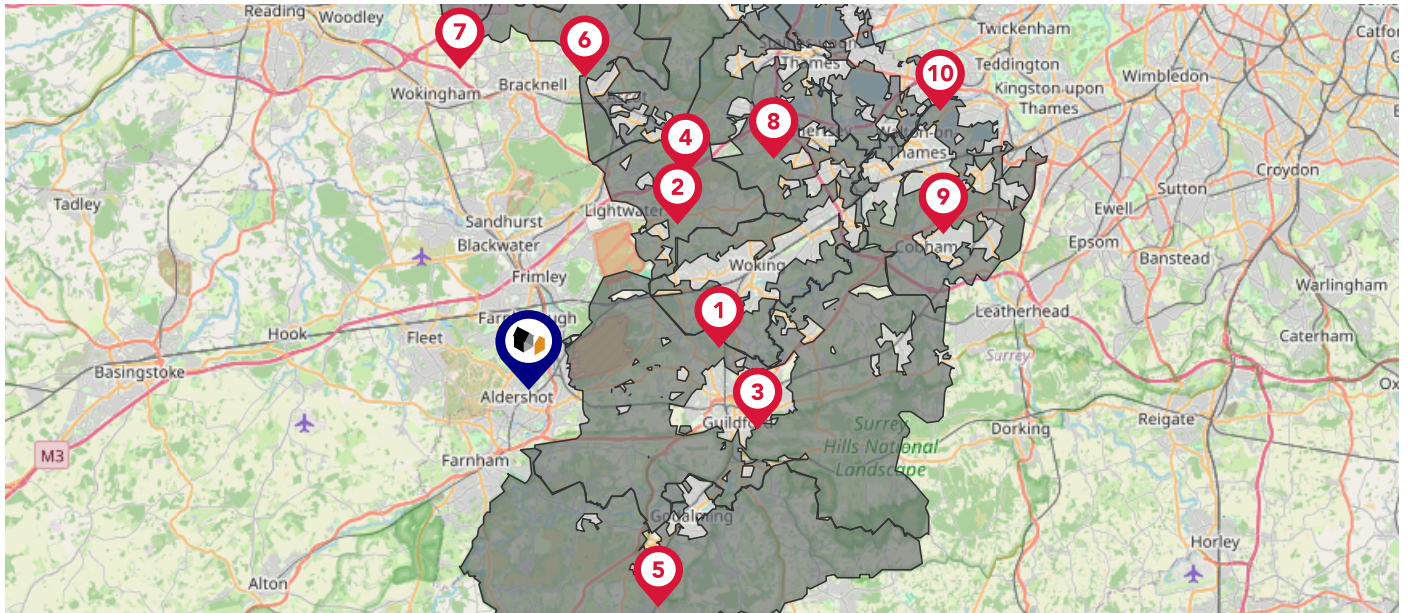 Reading
Woodley
7
6
Twickenham
Thames
Teddington
10
Wimbledon
Bracknell
Wokingham
Kingston upon
Thames
8
4
Thames
Croydon
2
9
Sutton
Tadley
Lightwater
Ewell
Sandhurst
Blackwater
Cobham
Epsom
Banstead
Woking
Frimley
Warlingham
1
Leatherhead
Hook
Fleet
Caterham
Surrey
Basingstoke
Aldershot
3
Guildford
Surrey
Hills National
Landscape
Reigate
Dorking
M3
Farnham
Godalming
Horley
5
Alton